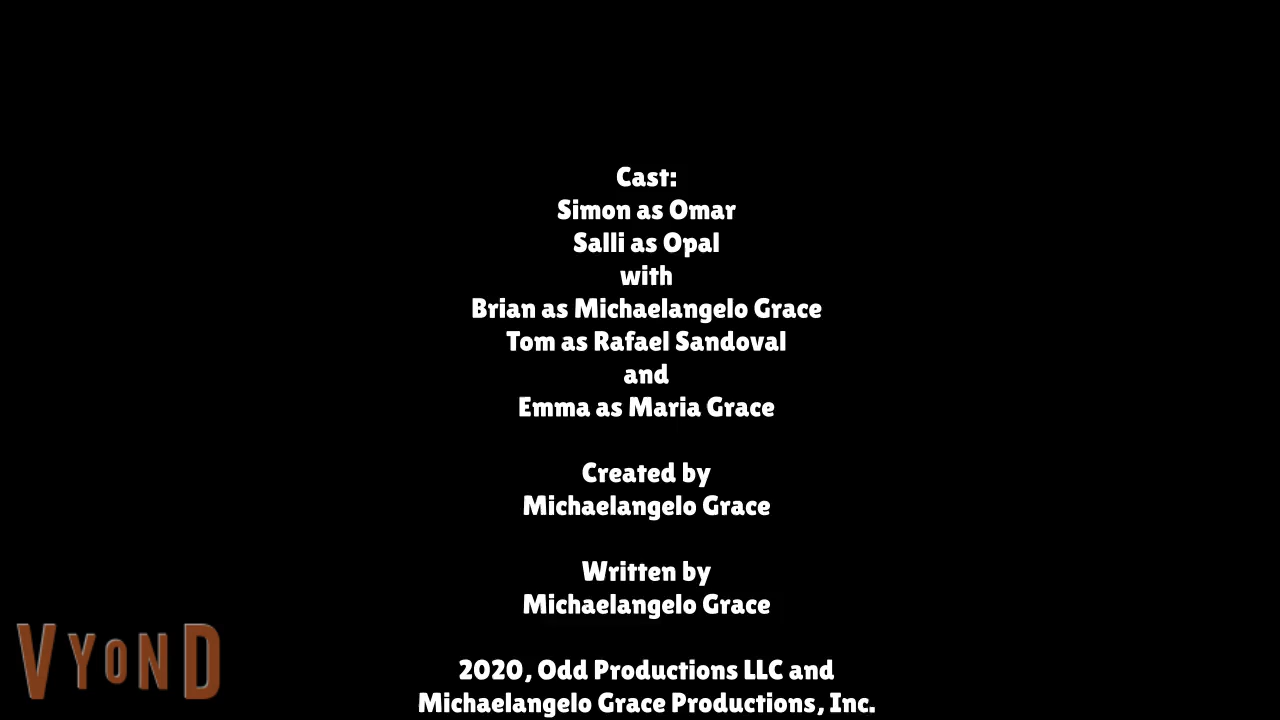 Cast:
Simon as Omar
Salli as Opal
with
Brian as Michaelangelo Grace
Tom as Rafael Sandoval
and
Emma as Maria Grace
Created by
Michaelangelo Grace
Written by
Michaelangelo Grace
2020, Odd Productions LLC and
Michaelangelo Grace Productions, Inc.
VYOND